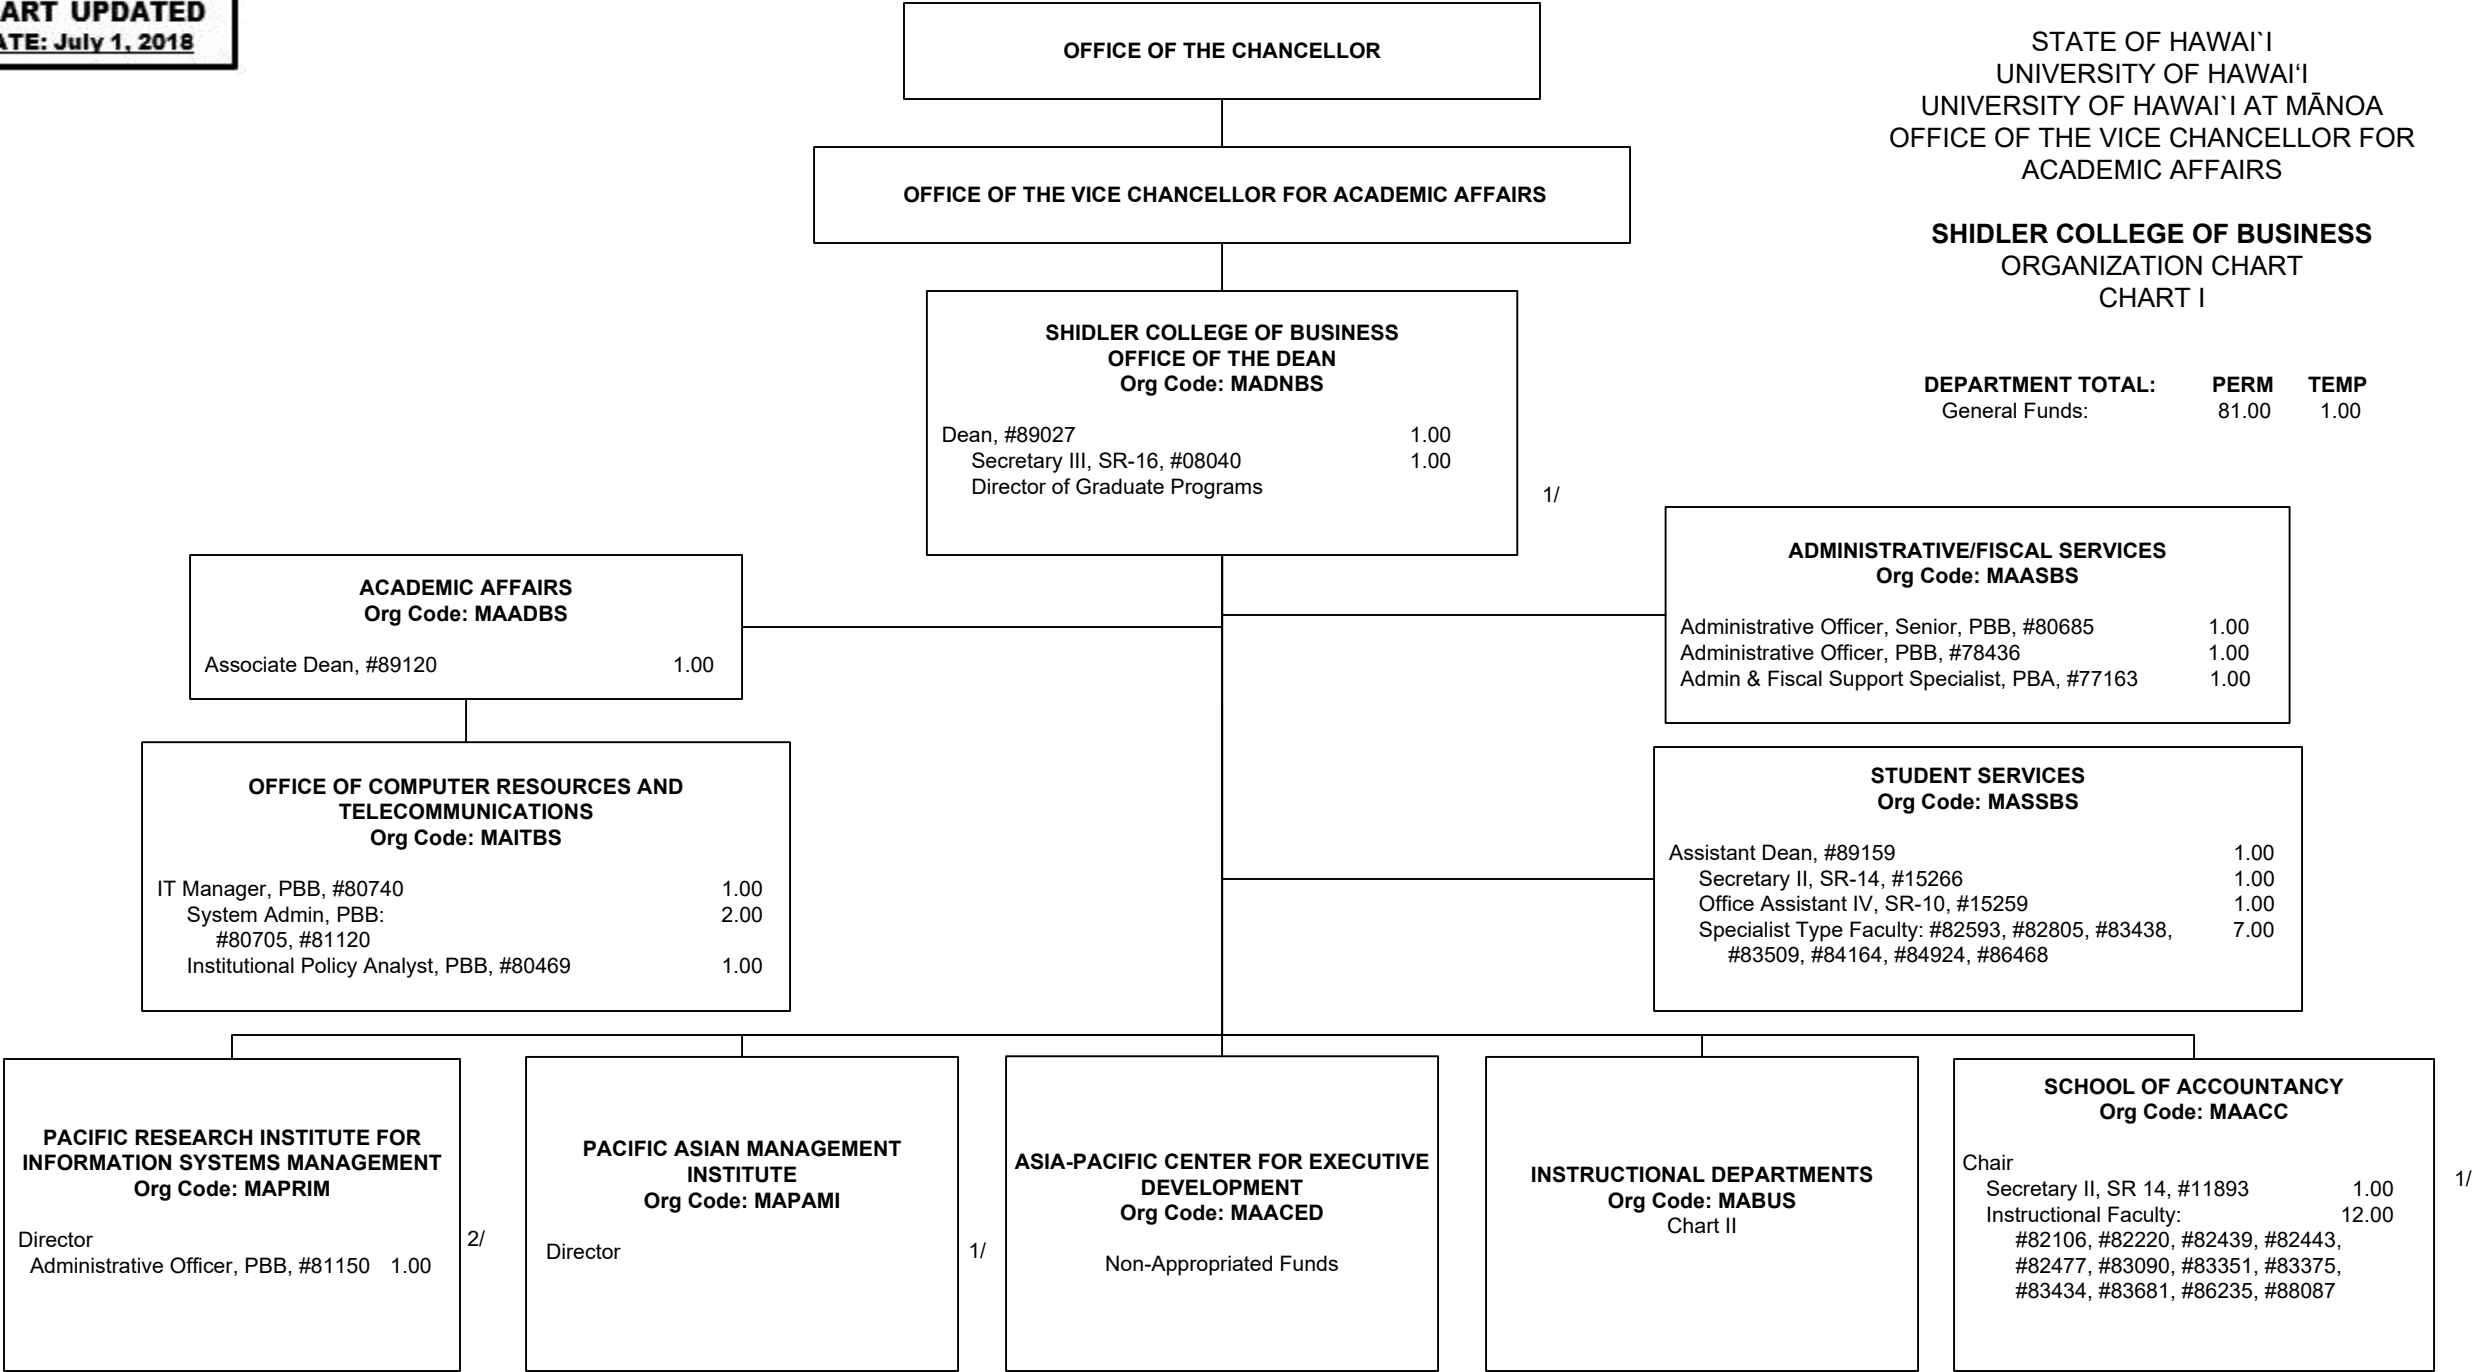 ART UPDATED
ATE: July 1, 2018
OFFICE OF THE CHANCELLOR
STATE OF HAWAI`I
UNIVERSITY OF HAWAI‘I
UNIVERSITY OF HAWAI`I AT MĀNOA
OFFICE OF THE VICE CHANCELLOR FOR
ACADEMIC AFFAIRS
SHIDLER COLLEGE OF BUSINESS
ORGANIZATION CHART
CHART I
DEPARTMENT TOTAL: PERM TEMP
General Funds: 81.00 1.00
OFFICE OF THE VICE CHANCELLOR FOR ACADEMIC AFFAIRS
SHIDLER COLLEGE OF BUSINESS
OFFICE OF THE DEAN
Org Code: MADNBS
Dean, #89027 1.00
Secretary III, SR-16, #08040 1.00
Director of Graduate Programs
1/
ACADEMIC AFFAIRS
Org Code: MAADBS
Associate Dean, #89120 1.00
ADMINISTRATIVE/FISCAL SERVICES
Org Code: MAASBS
Administrative Officer, Senior, PBB, #80685 1.00
Administrative Officer, PBB, #78436 1.00
Admin & Fiscal Support Specialist, PBA, #77163 1.00
OFFICE OF COMPUTER RESOURCES AND
TELECOMMUNICATIONS
Org Code: MAITBS
IT Manager, PBB, #80740 1.00
System Admin, PBB: 2.00
#80705, #81120
Institutional Policy Analyst, PBB, #80469 1.00
STUDENT SERVICES
Org Code: MASSBS
Assistant Dean, #89159 1.00
Secretary II, SR-14, #15266 1.00
Office Assistant IV, SR-10, #15259 1.00
Specialist Type Faculty: #82593, #82805, #83438, 7.00
#83509, #84164, #84924, #86468
PACIFIC RESEARCH INSTITUTE FOR
INFORMATION SYSTEMS MANAGEMENT
Org Code: MAPRIM
Director
2/
Administrative Officer, PBB, #81150 1.00
PACIFIC ASIAN MANAGEMENT
INSTITUTE
Org Code: MAPAMI
Director
1/
ASIA-PACIFIC CENTER FOR EXECUTIVE
DEVELOPMENT
Org Code: MAACED
Non-Appropriated Funds
INSTRUCTIONAL DEPARTMENTS
Org Code: MABUS
Chart II
SCHOOL OF ACCOUNTANCY
Org Code: MAACC
Chair
1/
Secretary II, SR 14, #11893 1.00
Instructional Faculty: 12.00
#82106, #82220, #82439, #82443,
#82477, #83090, #83351, #83375,
#83434, #83681, #86235, #88087